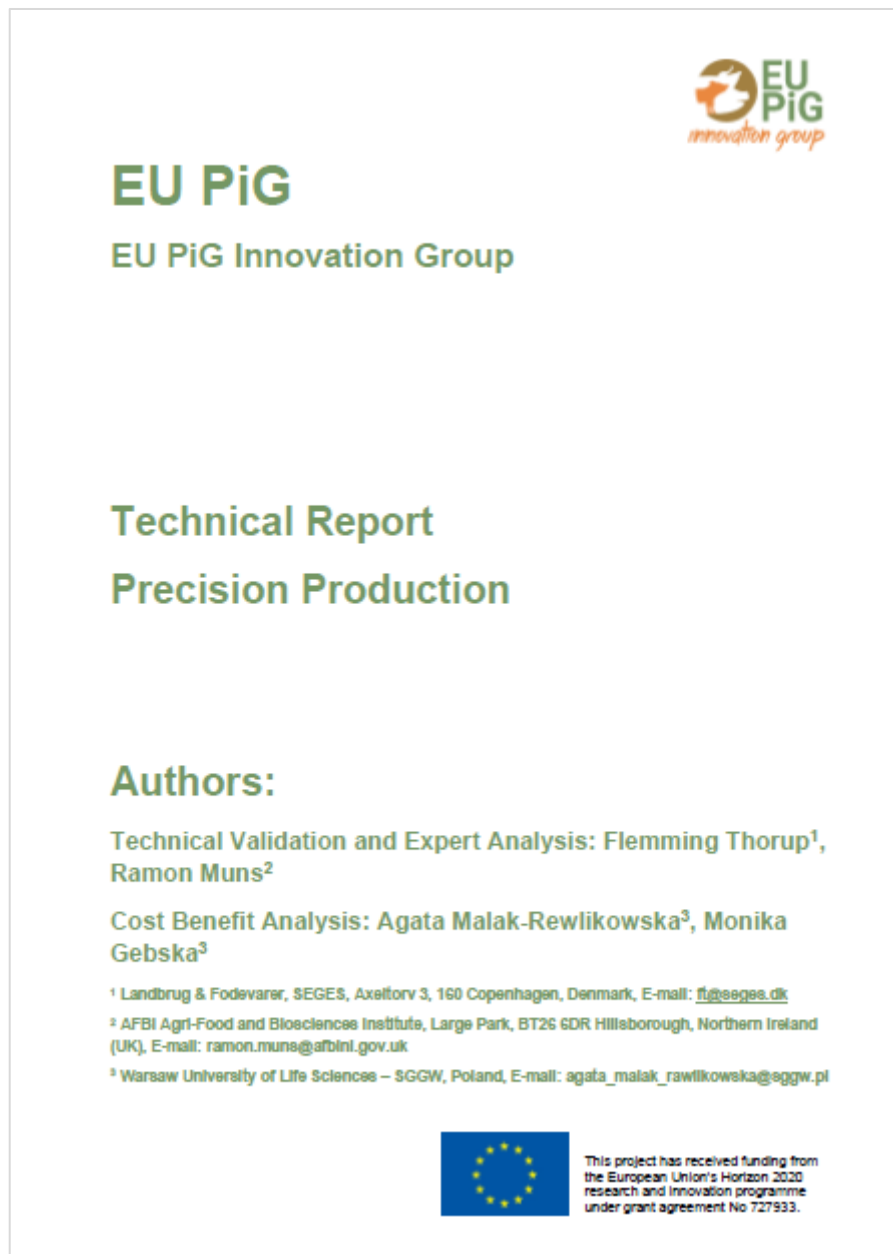 EU
PiG
innovation group
EU PiG
EU PiG Innovation Group
Technical Report
Precision Production
Authors:
Technical Validation and Expert Analysis: Flemming Thorup¹,
Ramon Muns²
Cost Benefit Analysis: Agata Malak-Rewlikowska³, Monika
Gebska³
¹ Landbrug & Fodevarer, SEGES, Axeltorv 3, 160 Copenhagen, Denmark, E-mail: ft@seges.dk
² AFBI Agri-Food and Biosciences Institute, Large Park, BT26 6DR Hillsborough, Northern Ireland
(UK), E-mail: ramon.muns@afbini.gov.uk
³ Warsaw University of Life Sciences – SGGW, Poland, E-mail: agata_malak_rawlikowska@sggw.pl
This project has received funding from
the European Union's Horizon 2020
research and innovation programme
under grant agreement No 727933.